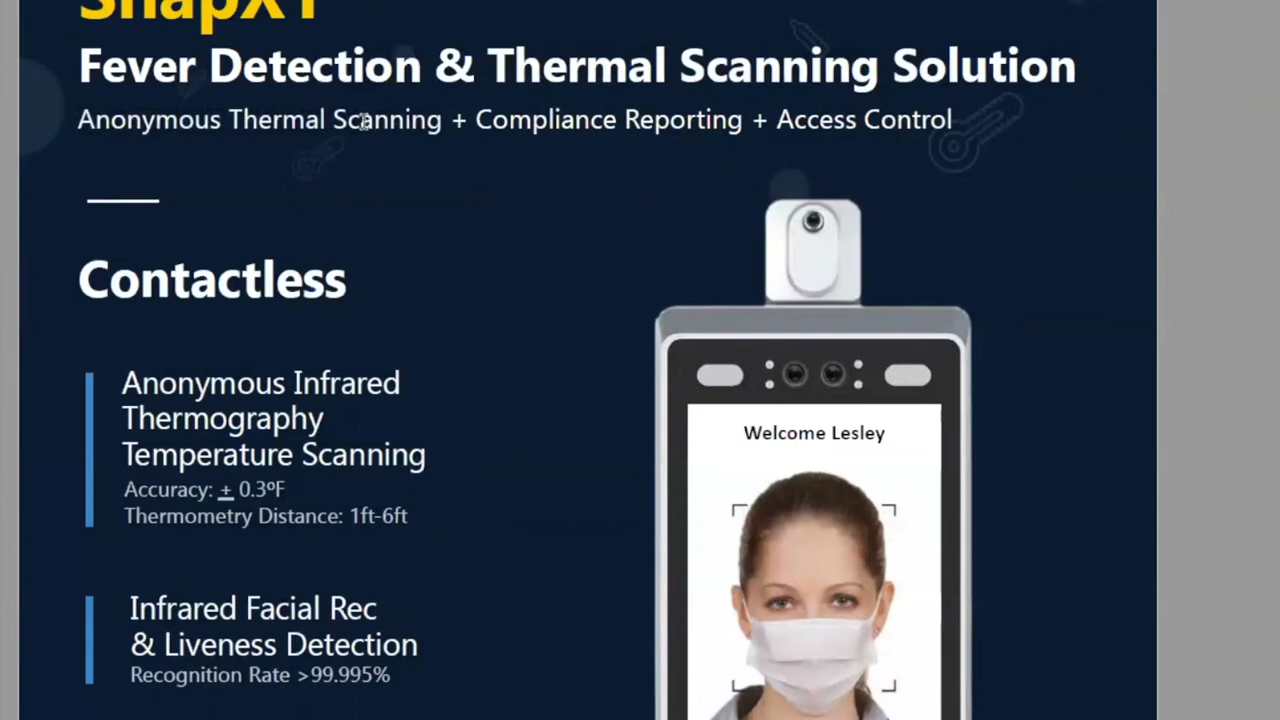 SnapXT
Fever Detection & Thermal Scanning Solution
Anonymous Thermal Scanning + Compliance Reporting + Access Control
Contactless
Anonymous Infrared
Thermography
Temperature Scanning
Accuracy: ± 0.3ºF
Thermometry Distance: 1ft-6ft
Infrared Facial Rec
& Liveness Detection
Recognition Rate >99.995%
Welcome Lesley